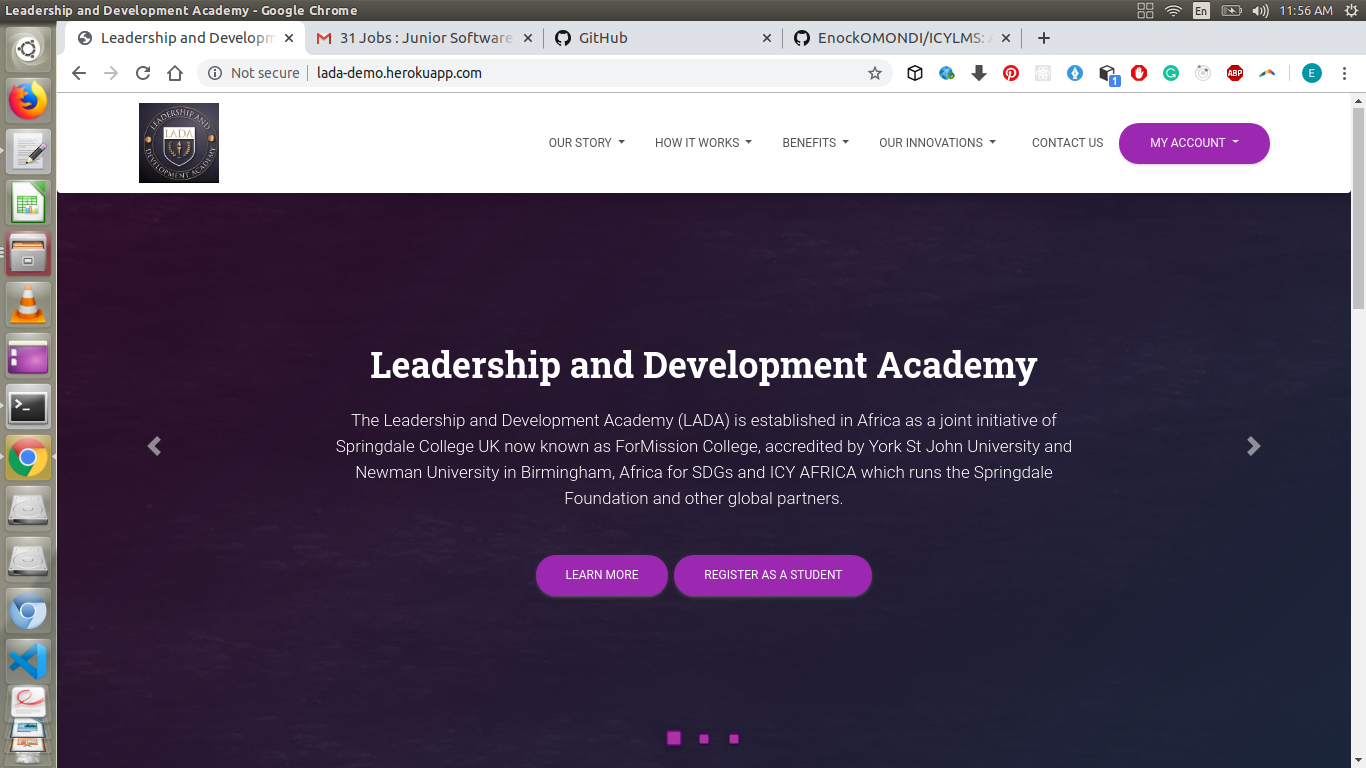 Leadership and Development Academy - Google Chrome
En
11:56 AM
Leadership and Developm
31 Jobs : Junior Software
GitHub
EnockOMONDI/ICYLMS:
Not secure
lada-demo.herokuapp.com
1
ABP
E
LEADERSHIP AND
LADA
DEVELOPMENT ACADEMY
OUR STORY
HOW IT WORKS
BENEFITS
OUR INNOVATIONS
CONTACT US
MY ACCOUNT
Leadership and Development Academy
The Leadership and Development Academy (LADA) is established in Africa as a joint initiative of
Springdale College UK now known as ForMission College, accredited by York St John University and
Newman University in Birmingham, Africa for SDGs and ICY AFRICA which runs the Springdale
Foundation and other global partners.
LEARN MORE
REGISTER AS A STUDENT